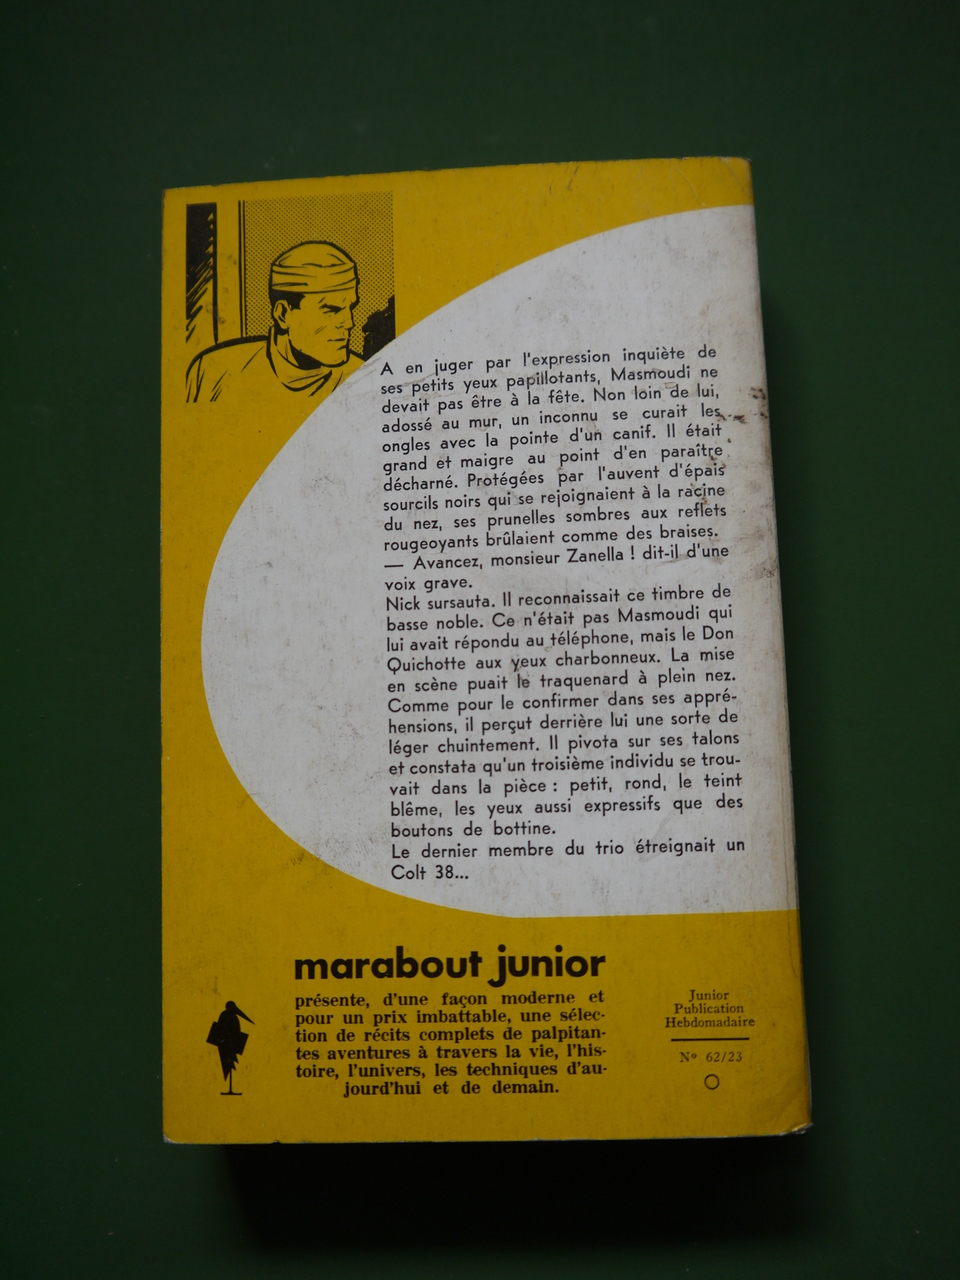 A en juger par l'expression inquiète de
ses petits yeux papillotants, Masmoudi ne
devait pas être à la fête. Non loin de lui,
adossé au mur, un inconnu se curait les
ongles avec la pointe d'un canif. Il était
grand et maigre au point d'en paraître
décharné. Protégées par l'auvent d'épais
sourcils noirs qui se rejoignaient à la racine
du nez, ses prunelles sombres aux reflets
rougeoyants brûlaient comme des braises.
— Avancez, monsieur Zanella ! dit-il d'une
voix grave.
Nick sursauta. Il reconnaissait ce timbre de
basse noble. Ce n'était pas Masmoudi qui
lui avait répondu au téléphone, mais le Don
Quichotte aux yeux charbonneux. La mise
en scène puait le traquenard à plein nez.
Comme pour le confirmer dans ses appré-
hensions, il perçut derrière lui une sorte de
léger chuintement. Il pivota sur ses talons
et constata qu'un troisième individu se trou-
vait dans la pièce : petit, rond, le teint
blême, les yeux aussi expressifs que des
boutons de bottine.
Le dernier membre du trio étreignait un
Colt 38...
marabout junior
présente, d'une façon moderne et
pour un prix imbattable, une sélec-
tion de récits complets de palpitan-
tes aventures à travers la vie, l'his-
toire, l'univers, les techniques d'au-
jourd'hui et de demain.
Junior
Publication
Hebdomadaire
Nº 62/23